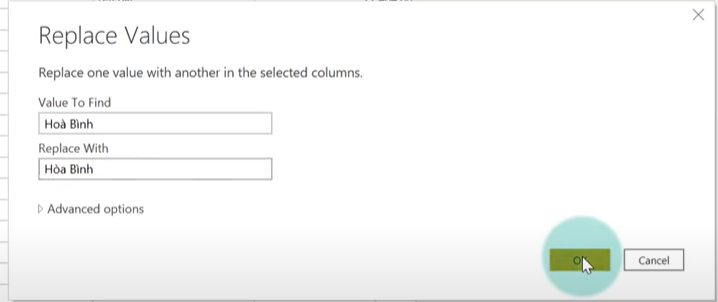 Replace Values
Replace one value with another in the selected columns.
Value To Find
Hoà Bình
Replace With
Hòa Bình
Advanced options
Cancel